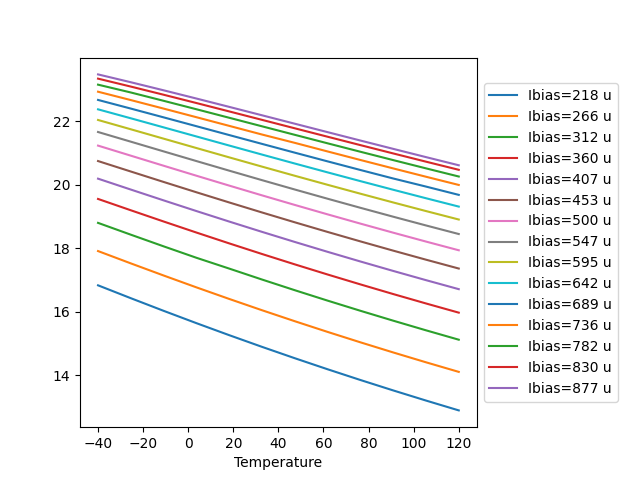 22
20
18
16
14
−40
−20
0
20
40
60
80
100
120
Temperature
Ibias=218 u
Ibias=266 u
Ibias=312 u
Ibias=360 u
Ibias=407 u
Ibias=453 u
Ibias=500 u
Ibias=547 u
Ibias=595 u
Ibias=642 u
Ibias=689 u
Ibias=736 u
Ibias=782 u
Ibias=830 u
Ibias=877 u